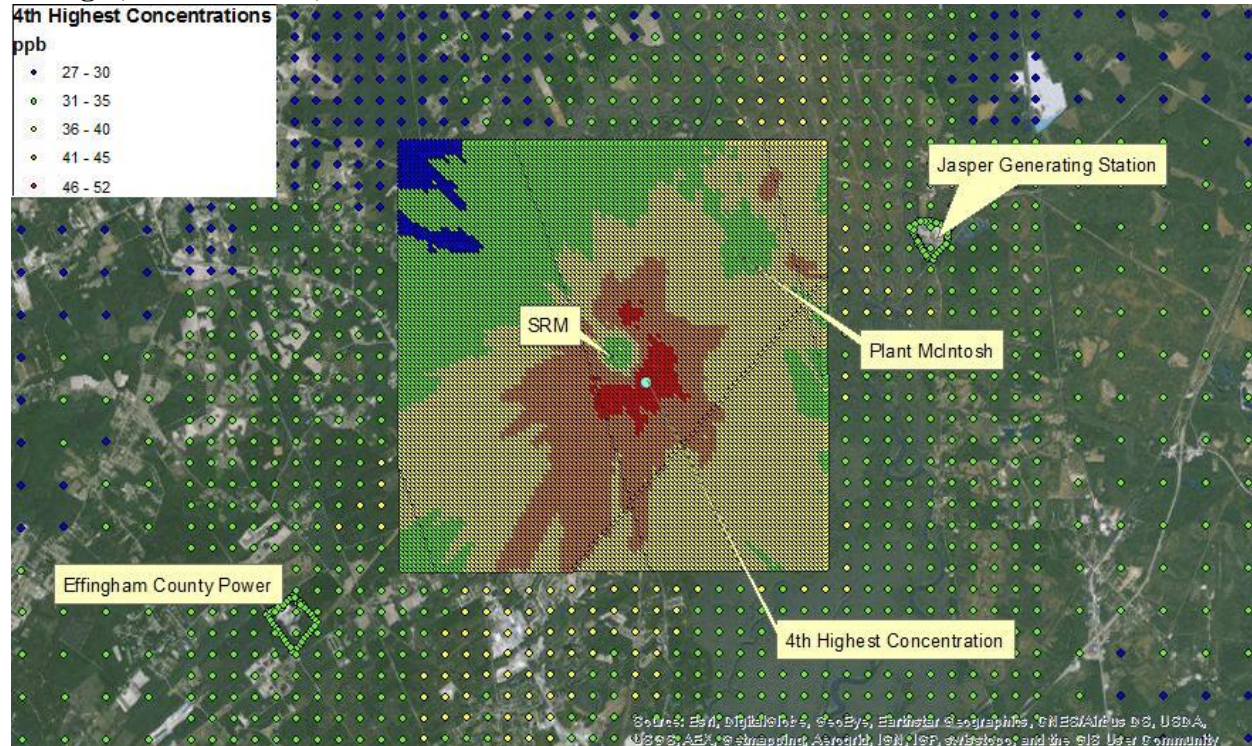 4th Highest Concentrations
ppb
27 - 30
31 - 35
36 - 40
41 - 45
46 - 52
Jasper Generating Station
SRM
Plant McIntosh
Effingham County Power
4th Highest Concentration
Source: Esri, DigitalGlobe, GeoEye, Earthstar Geographics, CNES/Airbus DS, USDA,
USGS, AEX, Getmapping, Aerogrid, IGN, IGP, swisstopo, and the GIS User Community